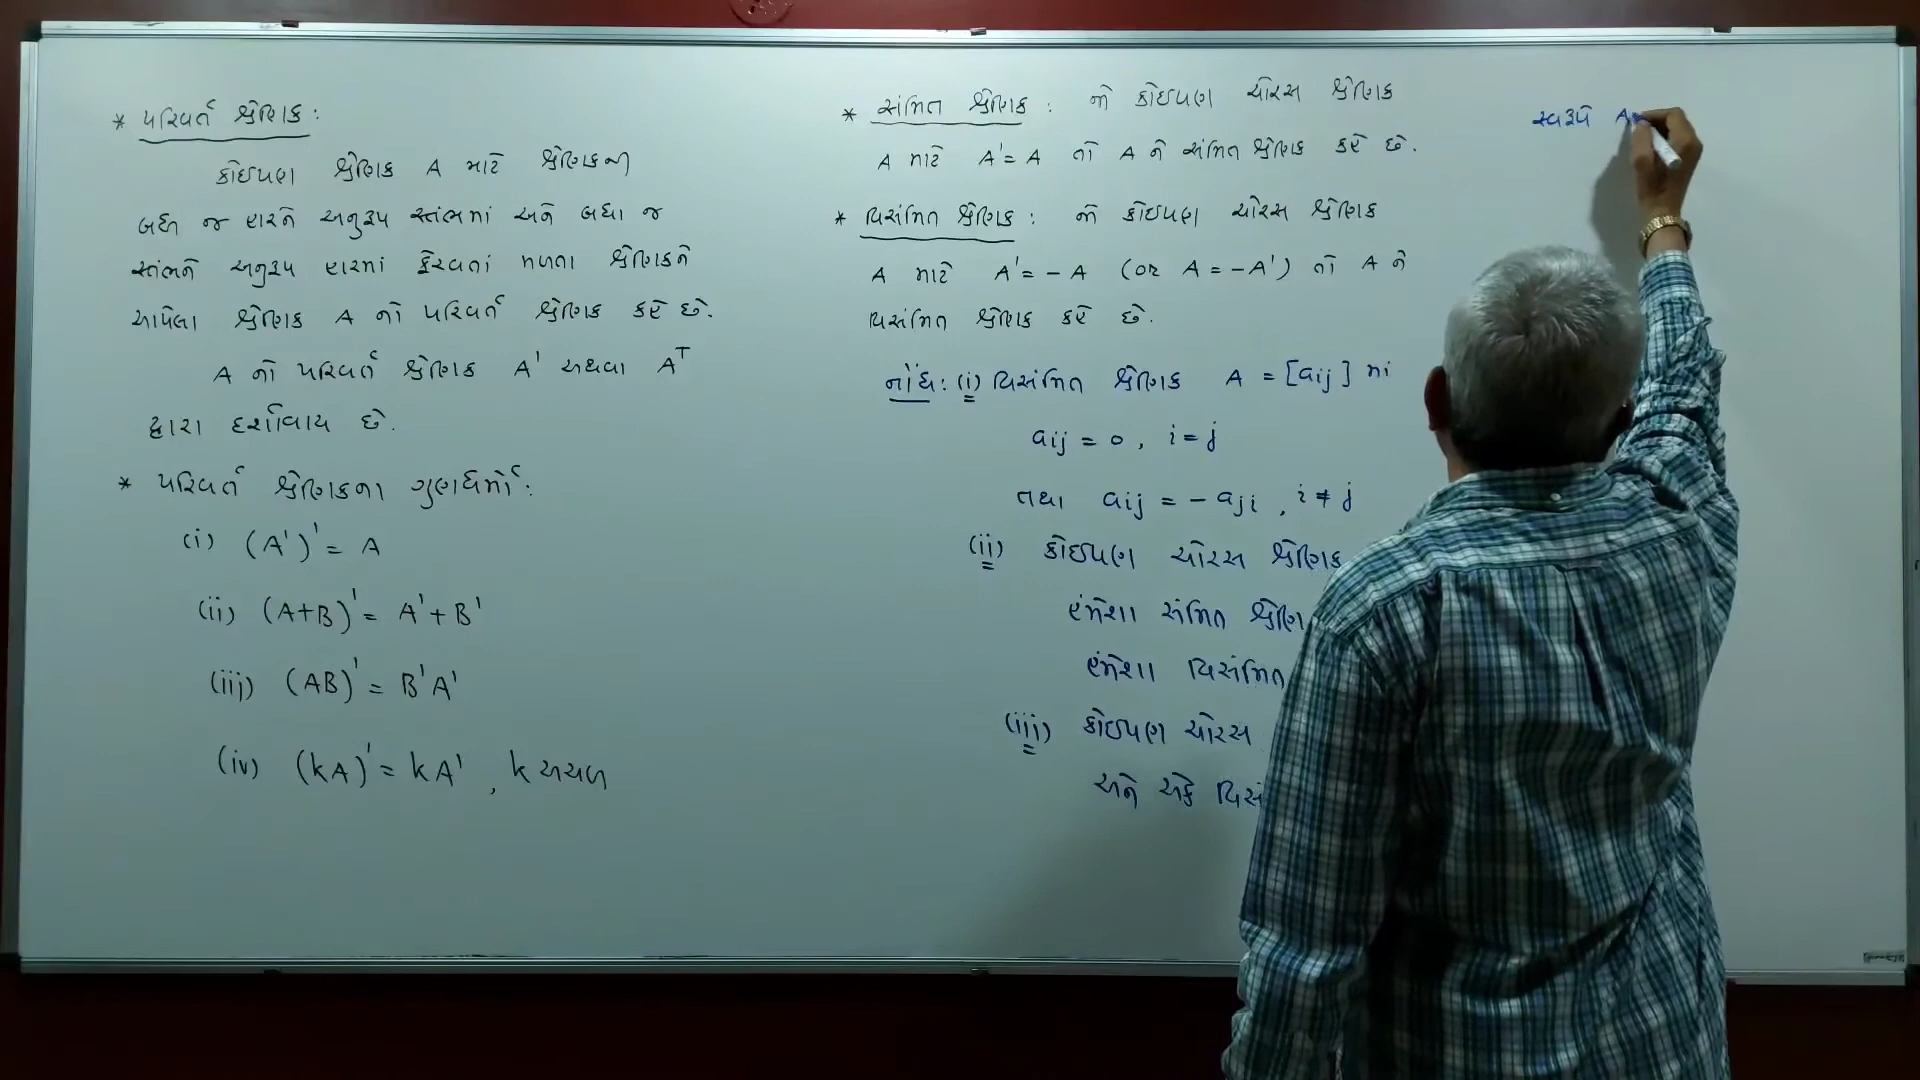 * પરિવર્ત શ્રેણિક :
કોઈપણ શ્રેણિક A માટે શ્રેણિકની
બધી જ હારને અનુરૂપ સ્તંભમાં અને બધા જ
સ્તંભને અનુરૂપ હારમાં ફેરવતાં મળતા શ્રેણિકને
આપેલા શ્રેણિક A નો પરિવર્ત શ્રેણિક કહે છે.
A નો પરિવર્ત શ્રેણિક A' અથવા Aᵀ
દ્વારા દર્શાવાય છે.
* પરિવર્ત શ્રેણિકના ગુણધર્મો :
(i) (A')' = A
(ii) (A+B)' = A' + B'
(iii) (AB)' = B'A'
(iv) (kA)' = kA' , k અચળ
* સંમિત શ્રેણિક : જો કોઈપણ ચોરસ શ્રેણિક
A માટે A' = A તો A ને સંમિત શ્રેણિક કહે છે.
* વિસંમિત શ્રેણિક : જો કોઈપણ ચોરસ શ્રેણિક
A માટે A' = - A (or A = -A') તો A ને
વિસંમિત શ્રેણિક કહે છે.
નોંધ : (i) વિસંમિત શ્રેણિક A = [aij] માં
aij = 0 , i = j
તથા aij = - aji , i ≠ j
(ii) કોઈપણ ચોરસ શ્રેણિક
હંમેશા સંમિત શ્રેણિ
હંમેશા વિસંમિત
(iii) કોઈપણ ચોરસ
અને એક વિસં
સ્વરૂપે A